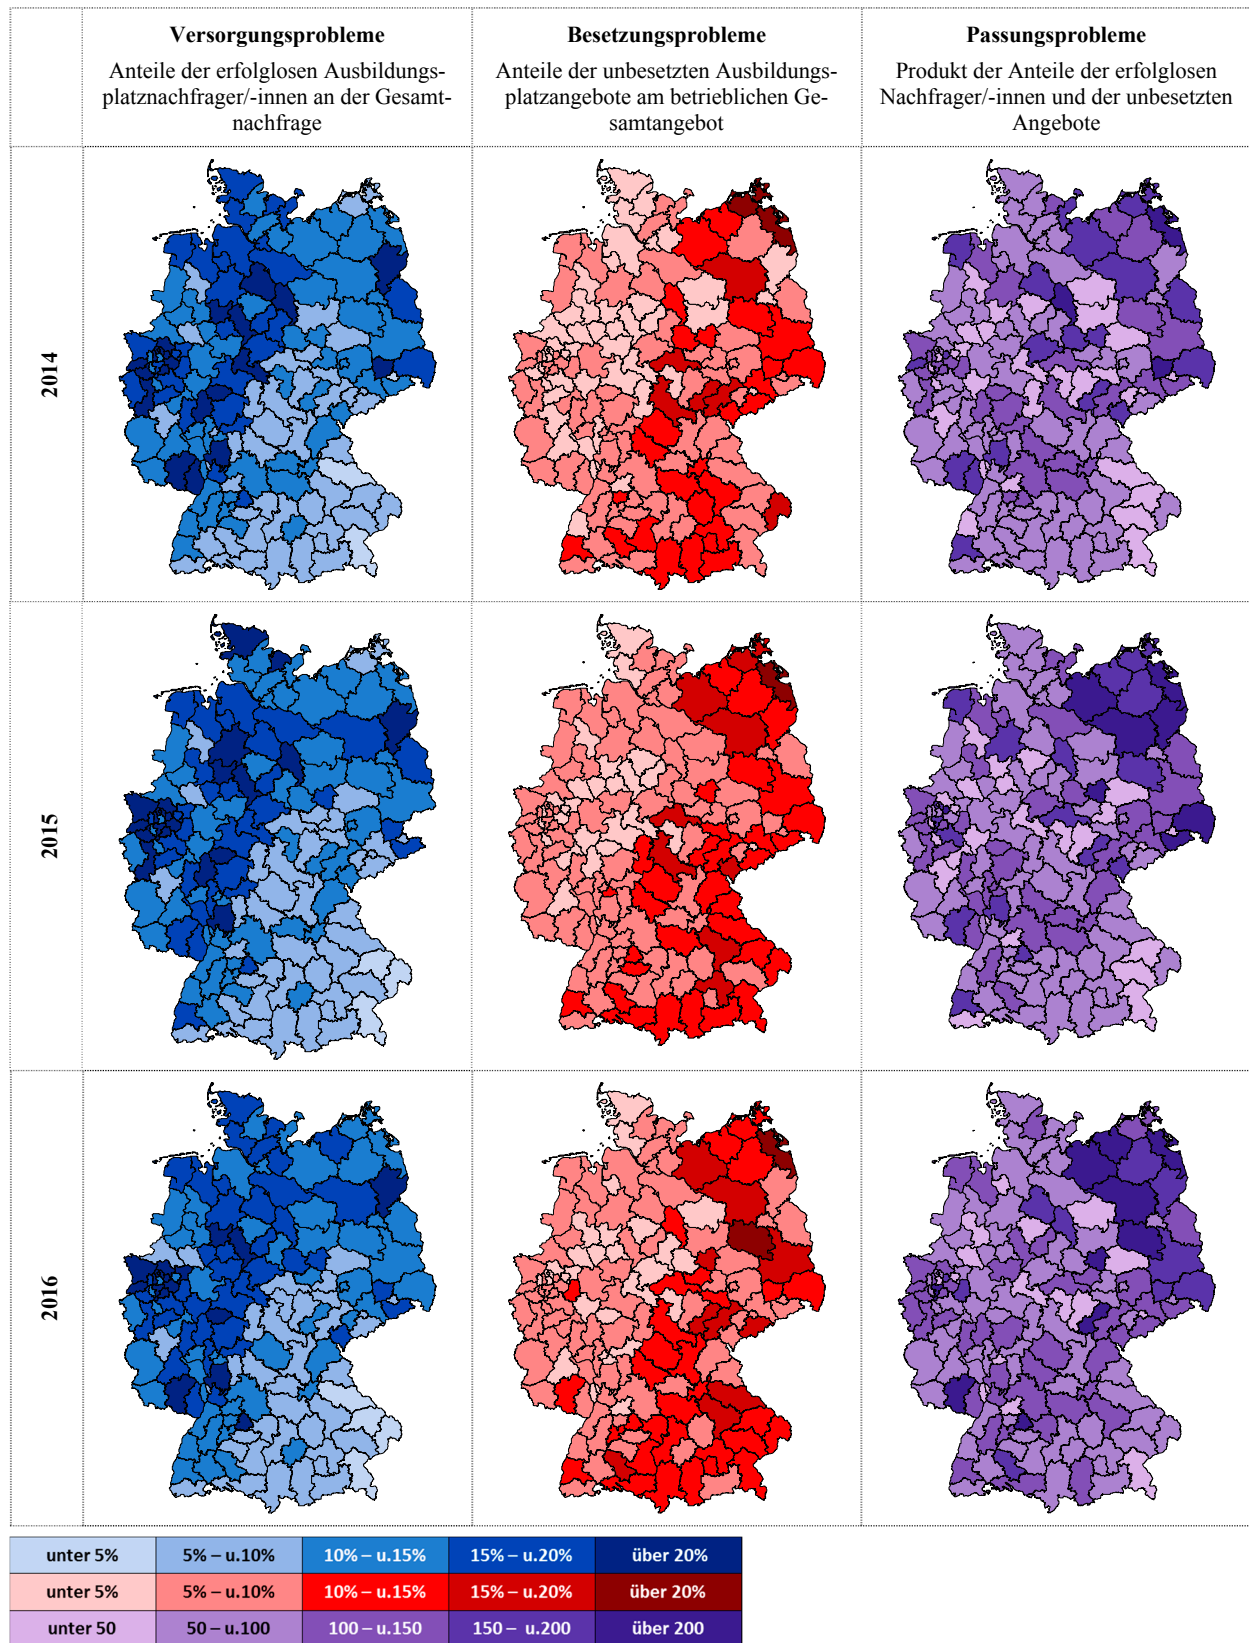 Versorgungsprobleme
Anteile der erfolglosen Ausbildungs-
platznachfrager/-innen an der Gesamt-
nachfrage
Besetzungsprobleme
Anteile der unbesetzten Ausbildungs-
platzangebote am betrieblichen Ge-
samtangebot
Passungsprobleme
Produkt der Anteile der erfolglosen
Nachfrager/-innen und der unbesetzten
Angebote
2014
2015
2016
unter 5% 5% – u.10% 10% – u.15% 15% – u.20% über 20%
unter 5% 5% – u.10% 10% – u.15% 15% – u.20% über 20%
unter 50 50 – u.100 100 – u.150 150 – u.200 über 200